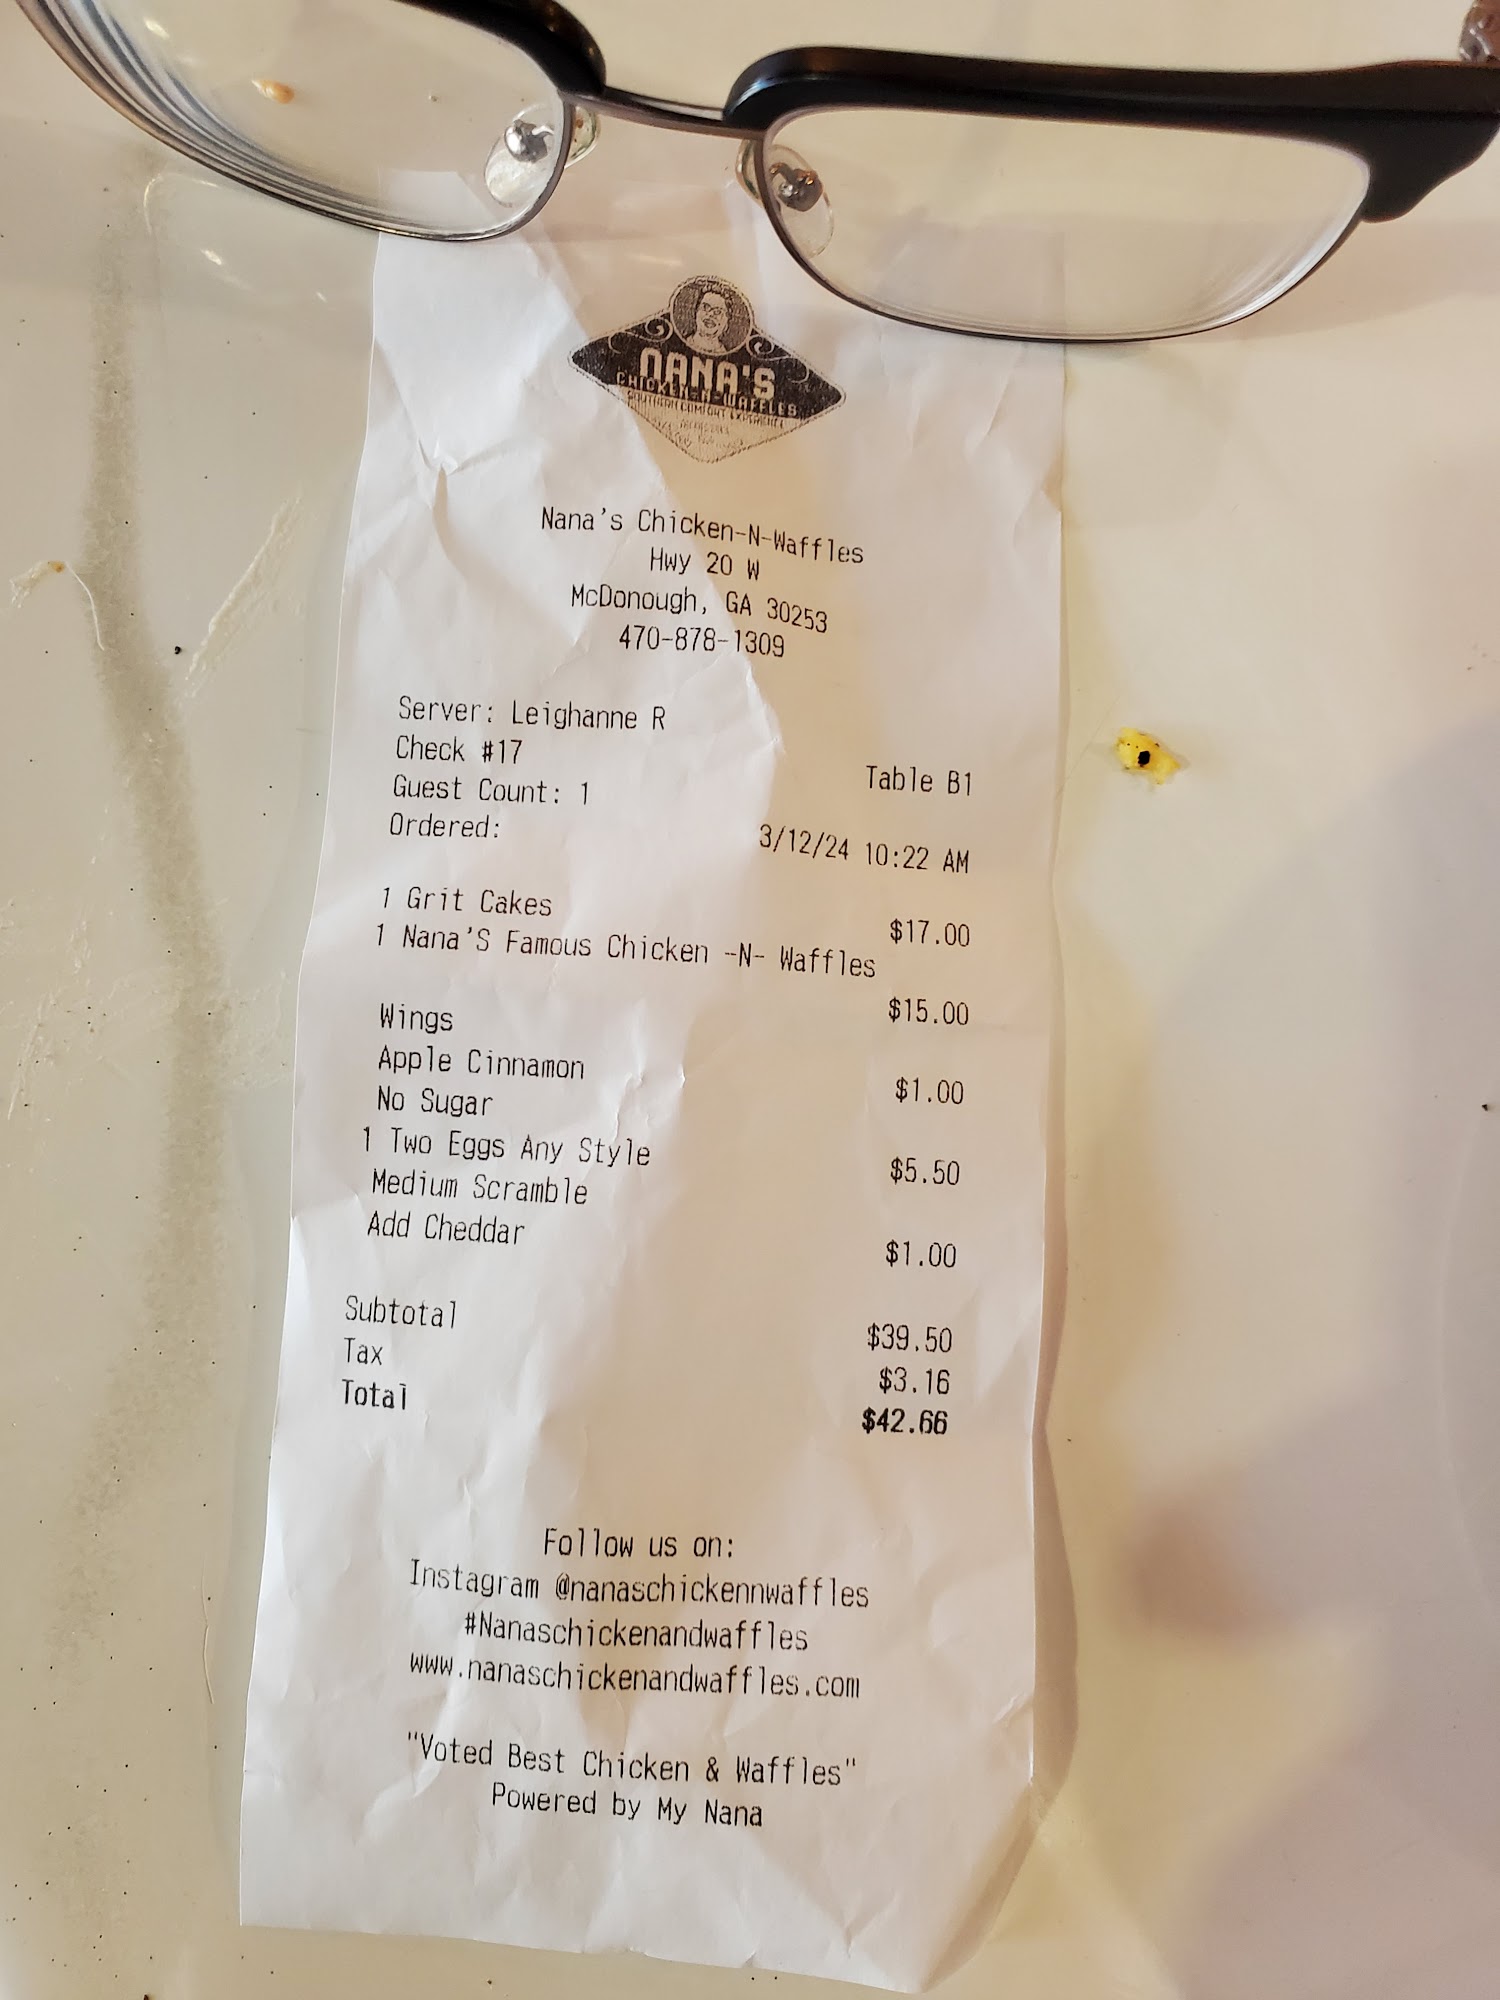 NANA'S
CHICKEN-N-WAFFLES
SOUTHERN COMFORT EXPERIENCE
Nana's Chicken-N-Waffles
Hwy 20 W
McDonough, GA 30253
470-878-1309
Server: Leighanne R
Check #17 Table B1
Guest Count: 1
Ordered: 3/12/24 10:22 AM
1 Grit Cakes $17.00
1 Nana'S Famous Chicken -N- Waffles
$15.00
Wings
Apple Cinnamon $1.00
No Sugar
1 Two Eggs Any Style $5.50
Medium Scramble
Add Cheddar $1.00
Subtotal $39.50
Tax $3.16
Total $42.66
Follow us on:
Instagram @nanaschickennwaffles
#Nanaschickenandwaffles
www.nanaschickenandwaffles.com
"Voted Best Chicken & Waffles"
Powered by My Nana